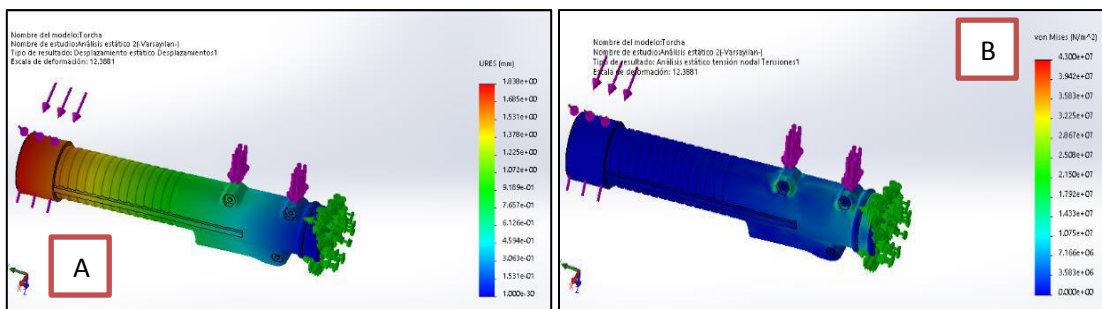 Nombre del modelo:Torcha
Nombre de estudio:Análisis estático 2(-Varsayılan-)
Tipo de resultado: Desplazamiento estático Desplazamientos1
Escala de deformación: 12.3881
URES (mm)
1.838e+00
1.685e+00
1.531e+00
1.378e+00
1.225e+00
1.072e+00
9.189e-01
7.657e-01
6.126e-01
4.594e-01
3.063e-01
1.531e-01
1.000e-30
A
Nombre del modelo:Torcha
Nombre de estudio:Análisis estático 2(-Varsayılan-)
Tipo de resultado: Análisis estático tensión nodal Tensiones1
Escala de deformación: 12.3881
B
von Mises (N/m^2)
4.300e+07
3.942e+07
3.583e+07
3.225e+07
2.867e+07
2.508e+07
2.150e+07
1.792e+07
1.433e+07
1.075e+07
7.166e+06
3.583e+06
0.000e+00